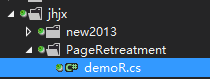 jhjx
new2013
PageRetreatment
C# demoR.cs